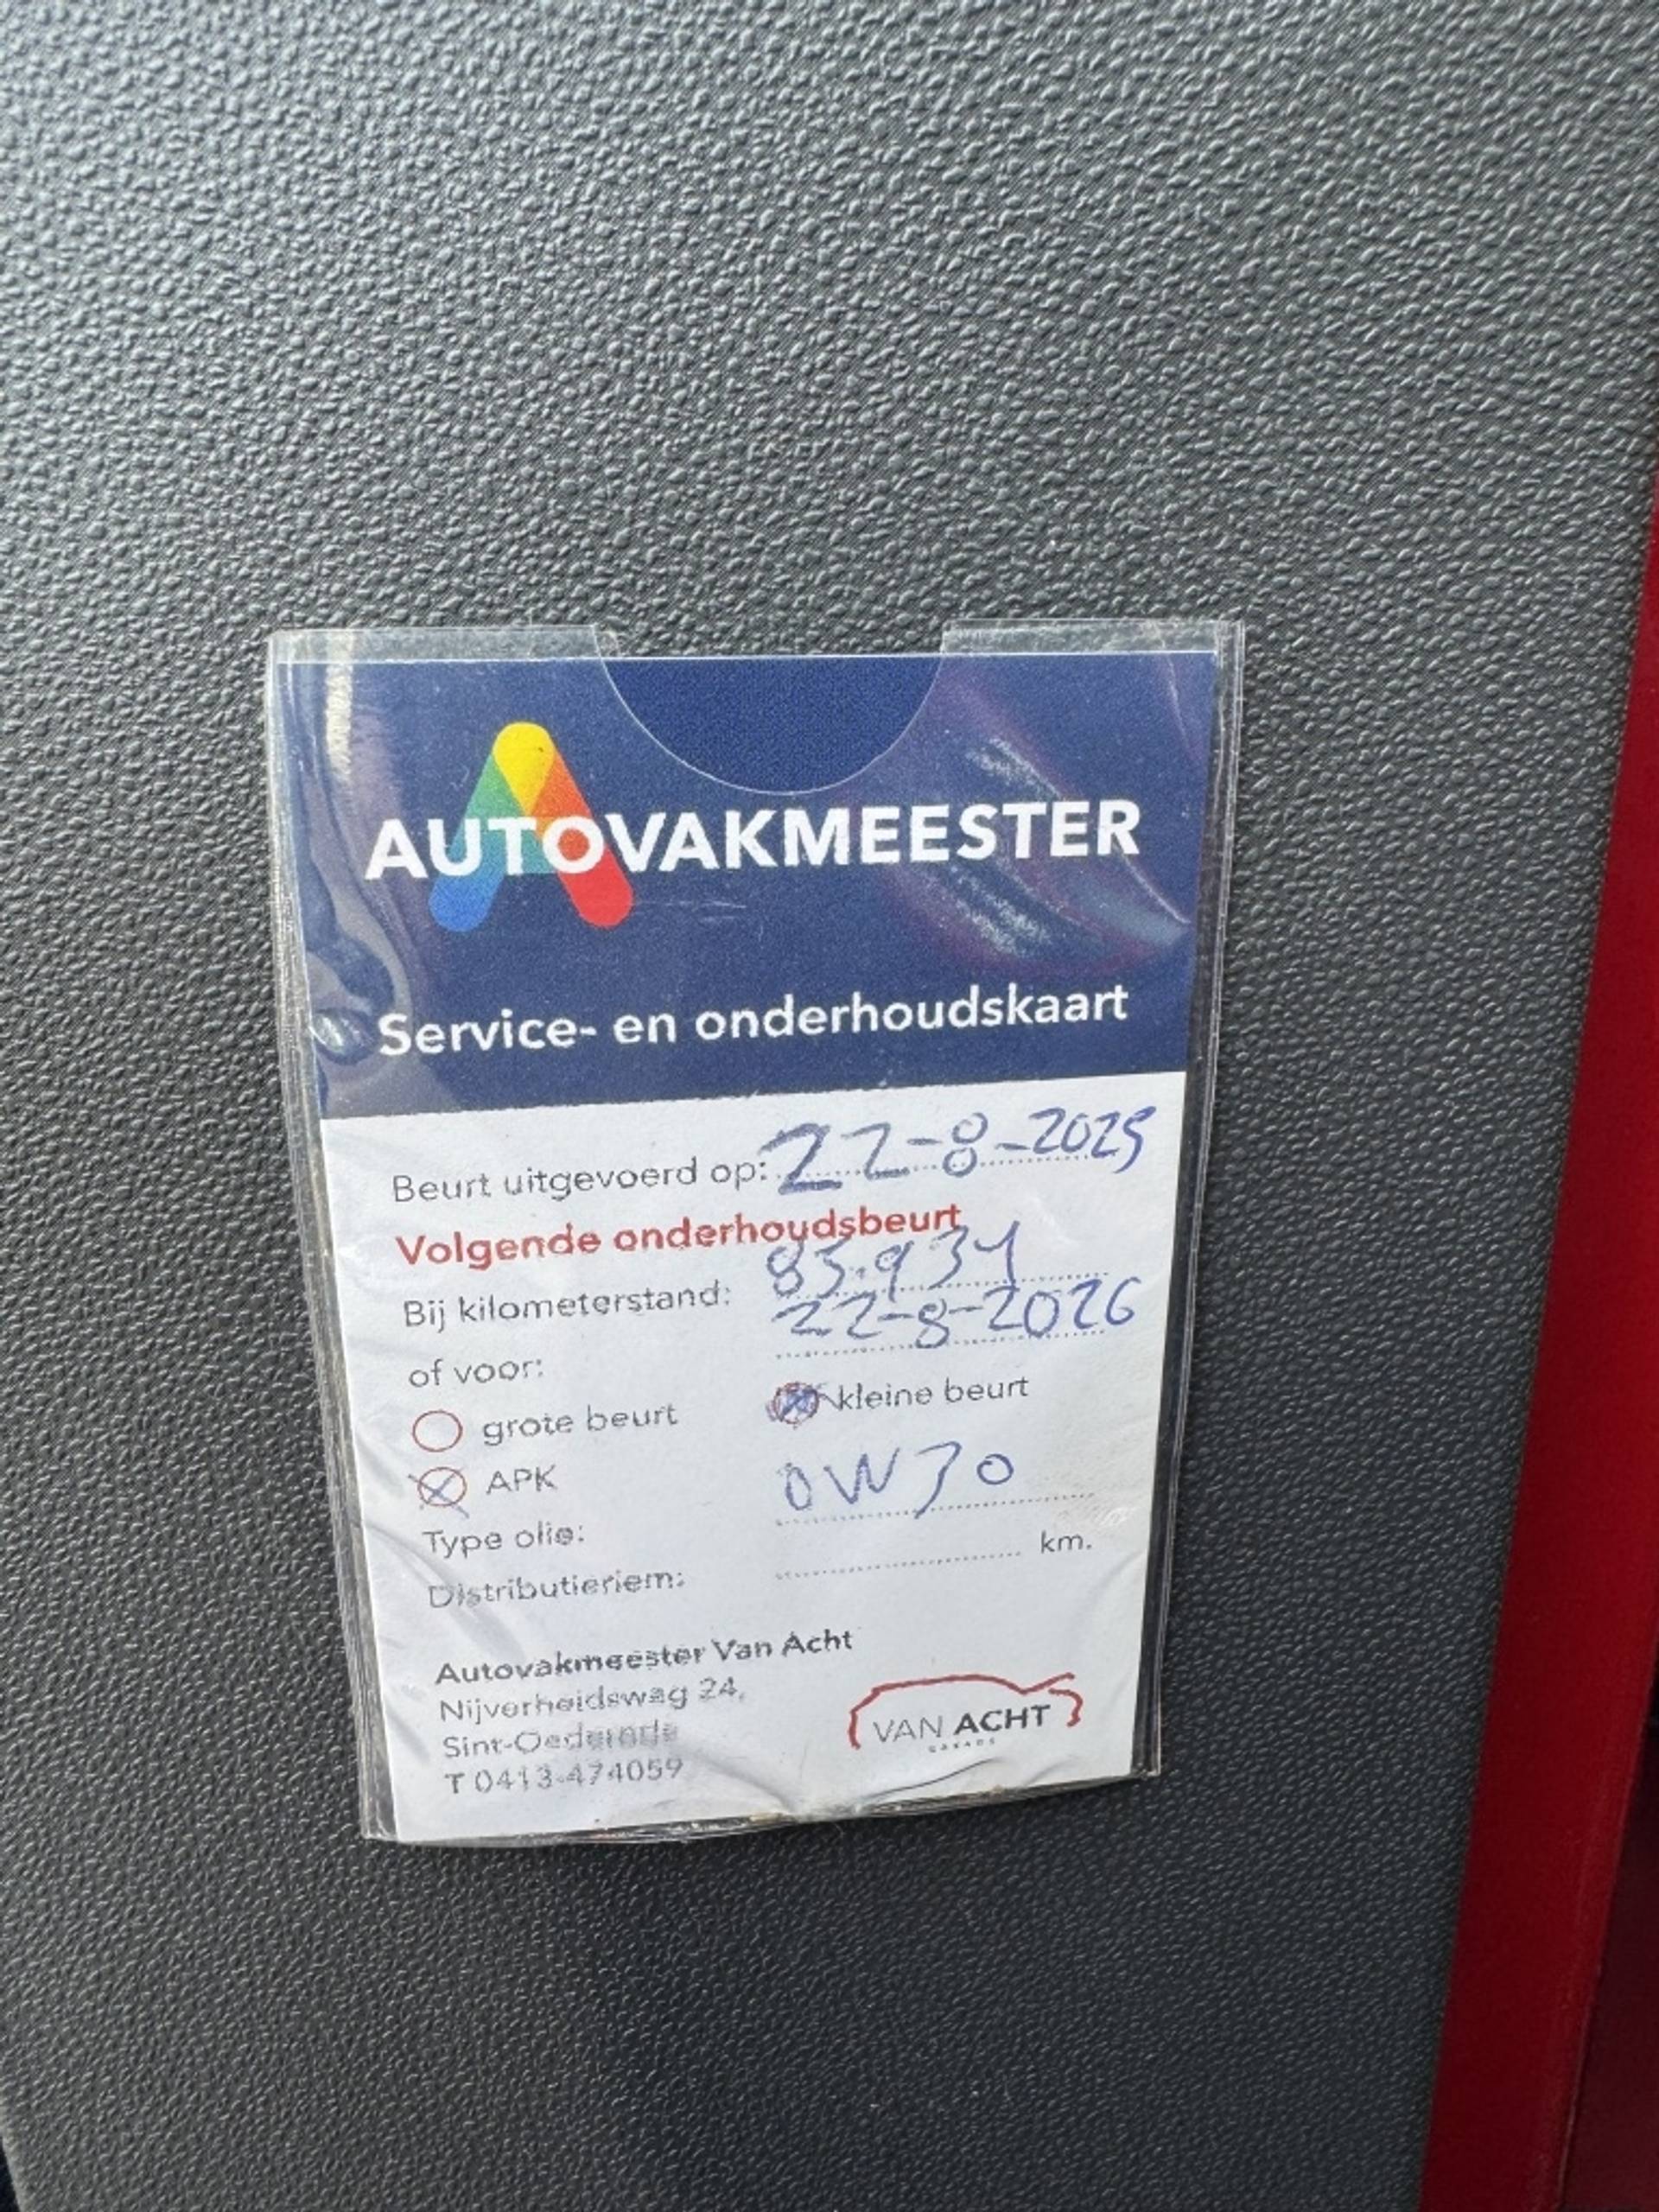 AUTOVAKMEESTER
Service- en onderhoudskaart
Beurt uitgevoerd op: 22-8-2025
Volgende onderhoudsbeurt
Bij kilometerstand: 83.934
of voor: 22-8-2026
grote beurt kleine beurt
APK
Type olie: 0W30
Distributieriem: km.
Autovakmeester Van Acht
Nijverheidsweg 24,
Sint-Oedenrode
T 0413-474059
VAN ACHT
GARAGE